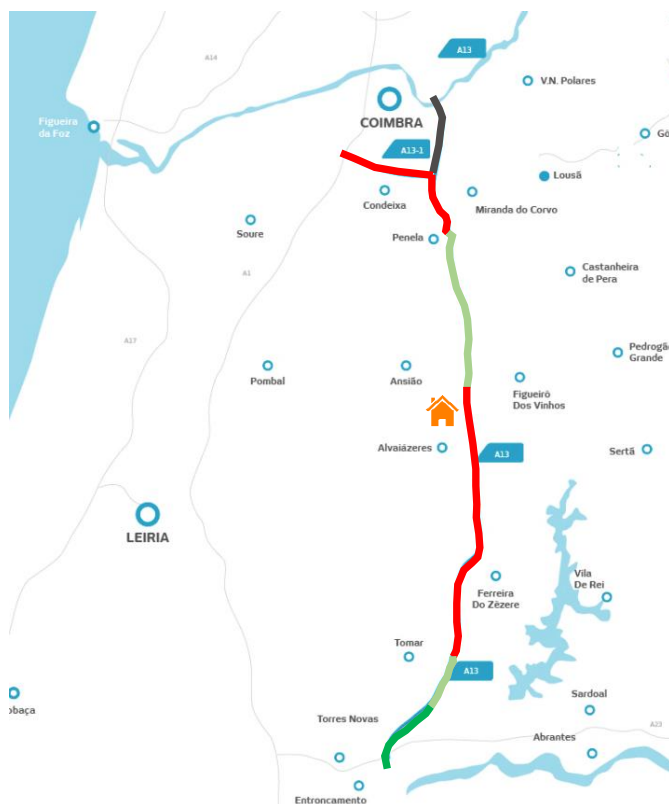 A13
A14
V.N. Polares
Figueira
da Foz
COIMBRA
Gó
A13-1
Lousã
Condeixa
Miranda do Corvo
Soure
Penela
A1
Castanheira
de Pera
A17
Pedrogão
Grande
Pombal
Ansião
Figueiró
Dos Vinhos
Alvaiázeres
A13
Sertã
LEIRIA
Vila
De Rei
Ferreira
Do Zêzere
Tomar
A13
obaça
Sardoal
Torres Novas
A23
Abrantes
Entroncamento